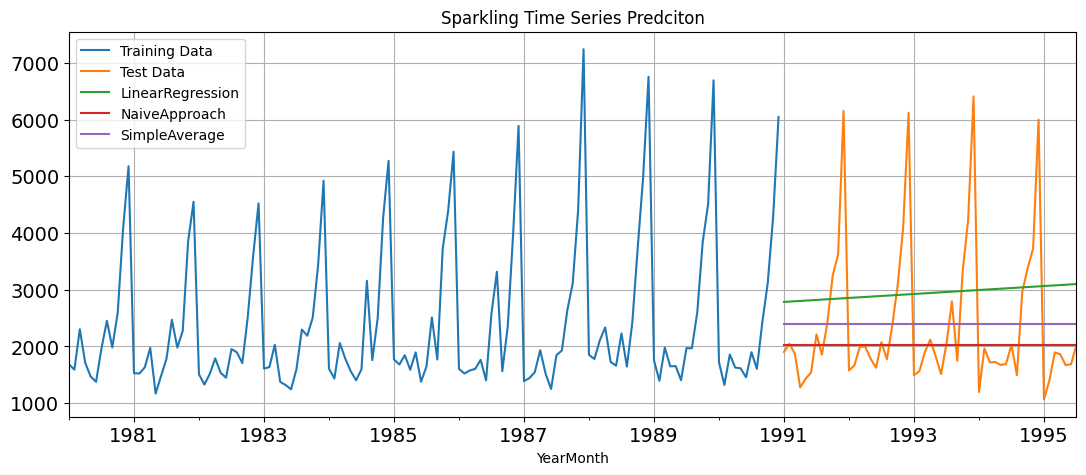 Sparkling Time Series Predciton
Training Data
Test Data
LinearRegression
NaiveApproach
SimpleAverage
7000
6000
5000
4000
3000
2000
1000
1981 1983 1985 1987 1989 1991 1993 1995
YearMonth